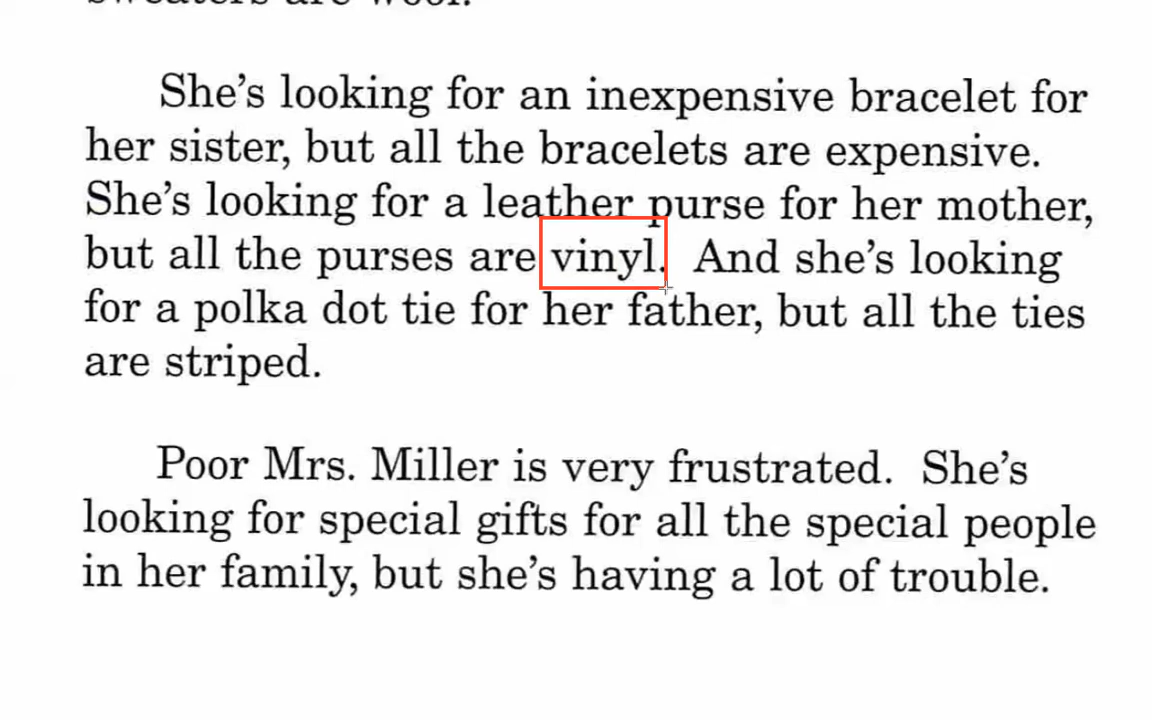 sweaters are wool.
She's looking for an inexpensive bracelet for
her sister, but all the bracelets are expensive.
She's looking for a leather purse for her mother,
but all the purses are vinyl. And she's looking
for a polka dot tie for her father, but all the ties
are striped.
Poor Mrs. Miller is very frustrated. She's
looking for special gifts for all the special people
in her family, but she's having a lot of trouble.